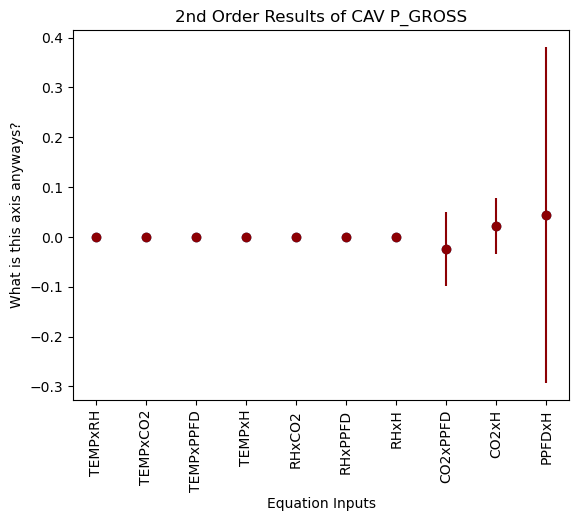 2nd Order Results of CAV P_GROSS
What is this axis anyways?
0.4
0.3
0.2
0.1
0.0
−0.1
−0.2
−0.3
TEMPxRH
TEMPxCO2
TEMPxPPFD
TEMPxH
RHxCO2
RHxPPFD
RHxH
CO2xPPFD
CO2xH
PPFDxH
Equation Inputs